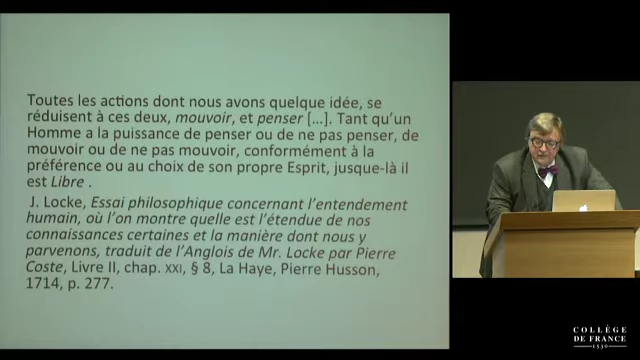 Toutes les actions dont nous avons quelque idée, se
réduisent à ces deux, mouvoir, et penser [...]. Tant qu'un
Homme a la puissance de penser ou de ne pas penser, de
mouvoir ou de ne pas mouvoir, conformément à la
préférence ou au choix de son propre Esprit, jusque-là il
est Libre .
J. Locke, Essai philosophique concernant l'entendement
humain, où l'on montre quelle est l'étendue de nos
connaissances certaines et la manière dont nous y
parvenons, traduit de l'Anglois de Mr. Locke par Pierre
Coste, Livre II, chap. XXI, § 8, La Haye, Pierre Husson,
1714, p. 277.
COLLÈGE
DE FRANCE
1530